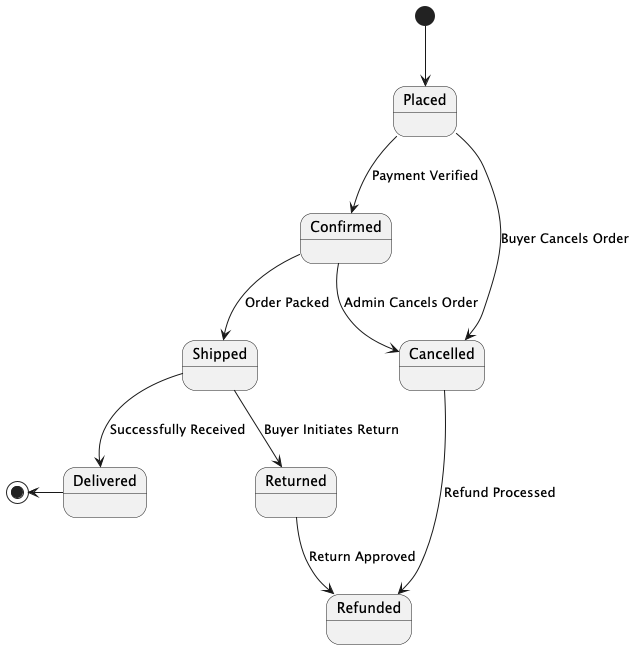 Placed
Payment Verified
Confirmed
Buyer Cancels Order
Order Packed
Admin Cancels Order
Shipped
Cancelled
Successfully Received
Buyer Initiates Return
Delivered
Returned
Refund Processed
Return Approved
Refunded